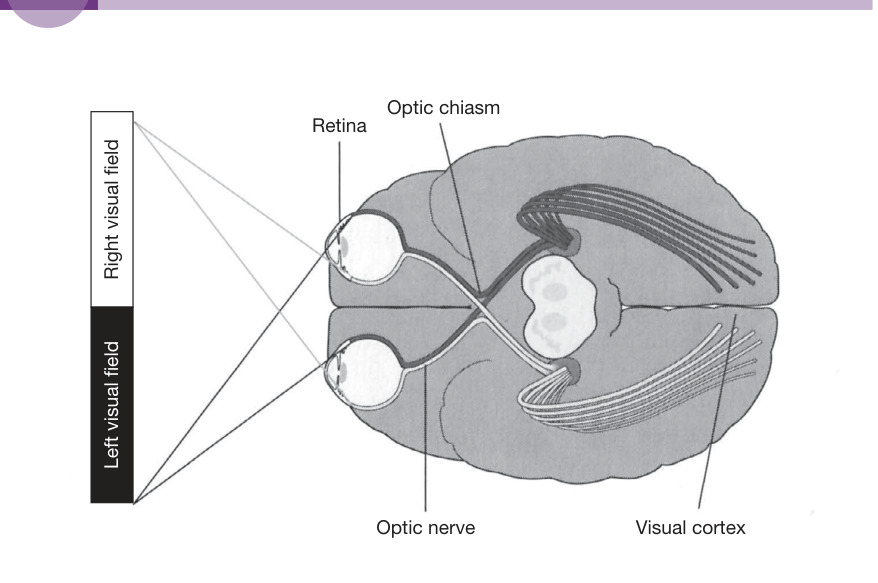 Optic chiasm
Retina
Right visual field
Left visual field
Optic nerve
Visual cortex